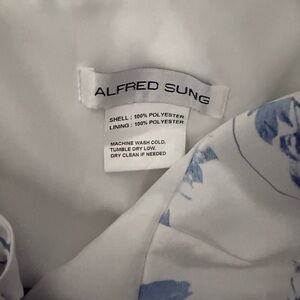 ALFRED SUNG
SHELL : 100% POLYESTER
LINING : 100% POLYESTER
MACHINE WASH COLD,
TUMBLE DRY LOW.
DRY CLEAN IF NEEDED